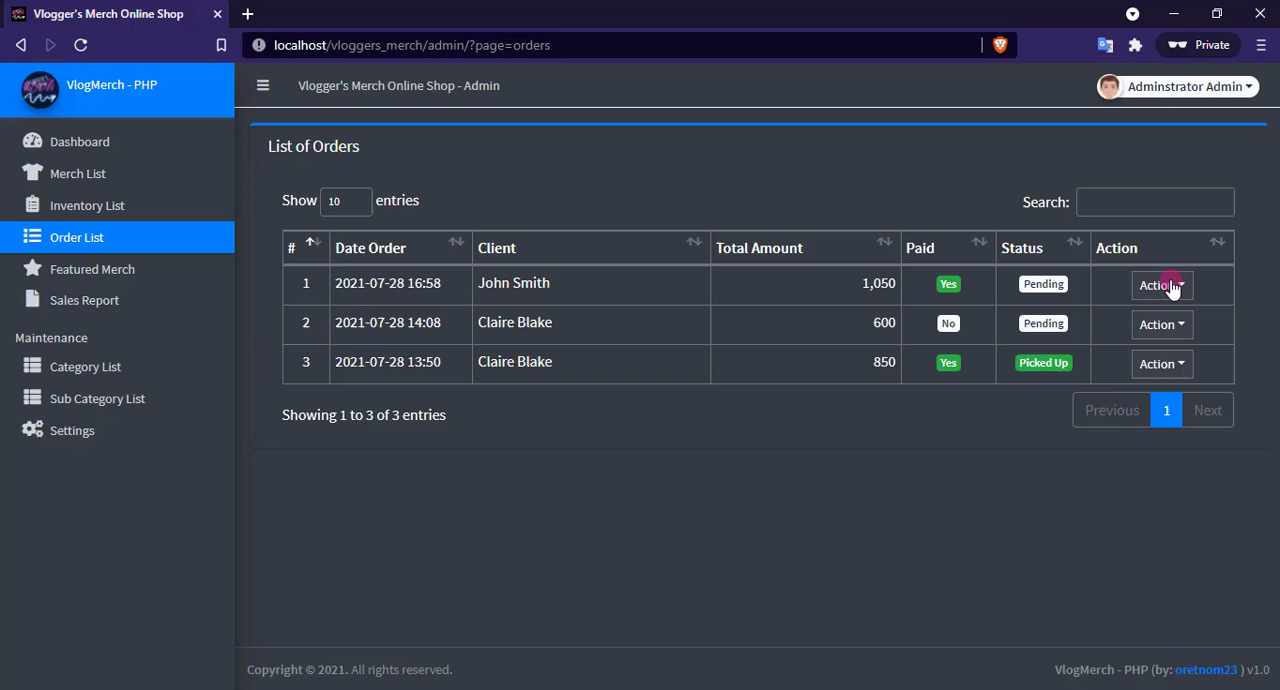 Vlogger's Merch Online Shop
localhost/vloggers_merch/admin/?page=orders
Private
VlogMerch - PHP
Vlogger's Merch Online Shop - Admin
Adminstrator Admin
Dashboard
Merch List
Inventory List
Order List
Featured Merch
Sales Report
Maintenance
Category List
Sub Category List
Settings
List of Orders
Show 10 entries
Search:
# Date Order Client Total Amount Paid Status Action
1 2021-07-28 16:58 John Smith 1,050 Yes Pending Action
2 2021-07-28 14:08 Claire Blake 600 No Pending Action
3 2021-07-28 13:50 Claire Blake 850 Yes Picked Up Action
Showing 1 to 3 of 3 entries
Previous 1 Next
Copyright © 2021. All rights reserved.
VlogMerch - PHP (by: oretnom23 ) v1.0